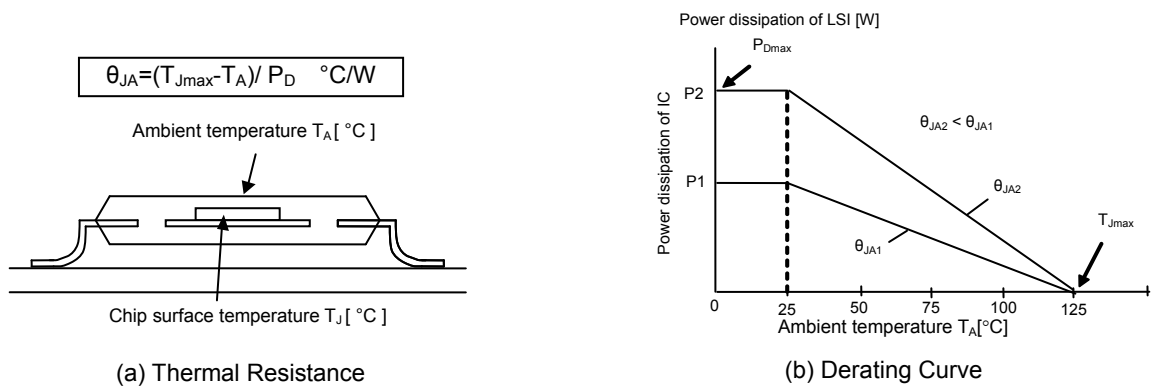 θJA=(TJmax-TA)/ PD °C/W
Ambient temperature TA[ °C ]
Chip surface temperature TJ[ °C ]
(a) Thermal Resistance
Power dissipation of LSI [W]
PDmax
P2
θJA2 < θJA1
Power dissipation of IC
P1
θJA2
TJmax
θJA1
0
25
50
75
100
125
Ambient temperature TA[°C]
(b) Derating Curve